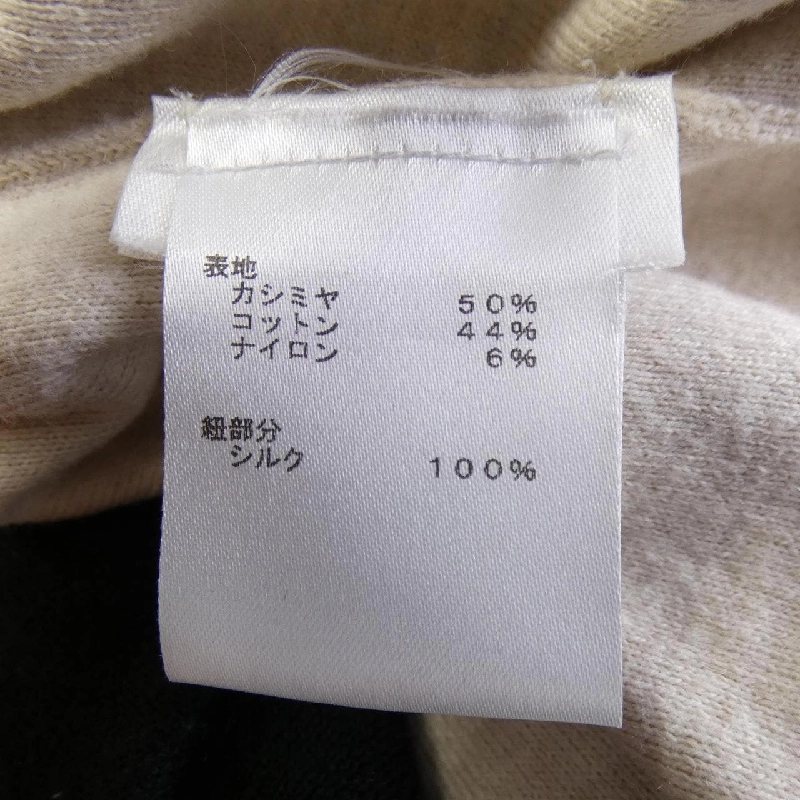 表地
カシミヤ 50%
コットン 44%
ナイロン 6%
紐部分
シルク 100%